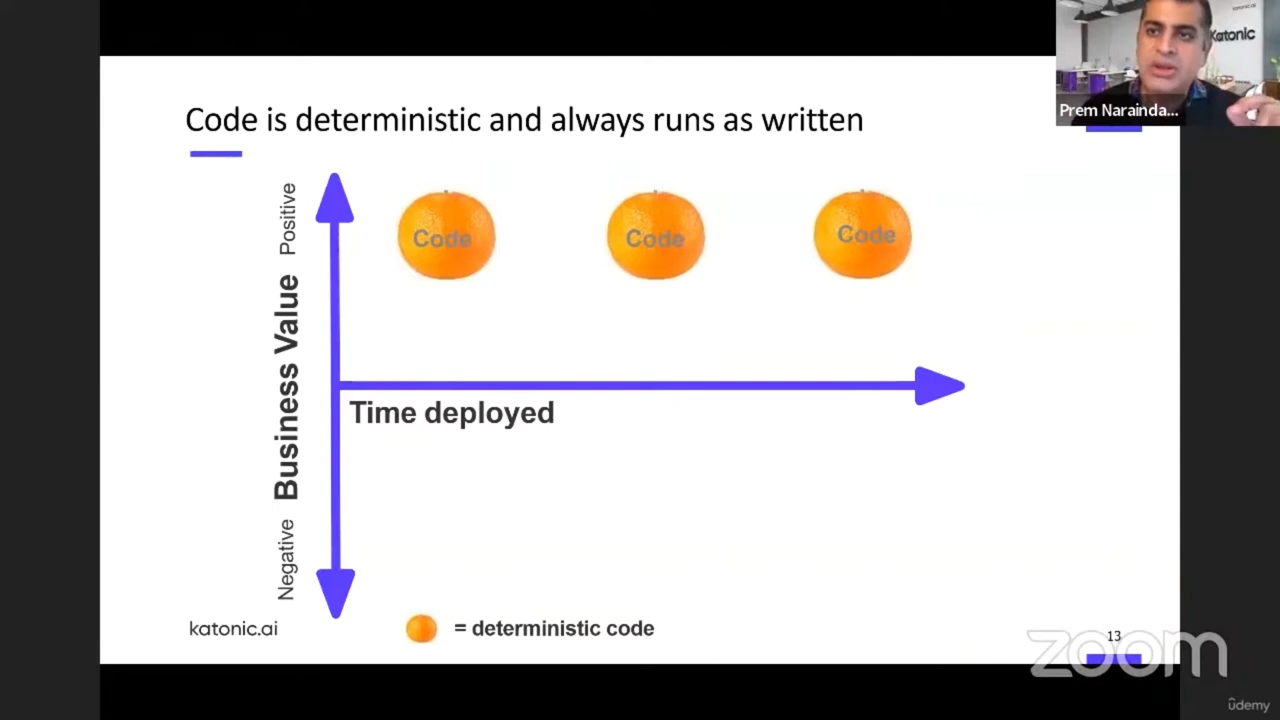 Katonic
Prem Narainda...
Code is deterministic and always runs as written
Positive
Business Value
Negative
Code
Code
Code
Time deployed
katonic.ai
= deterministic code
13
zoom
ûdemy